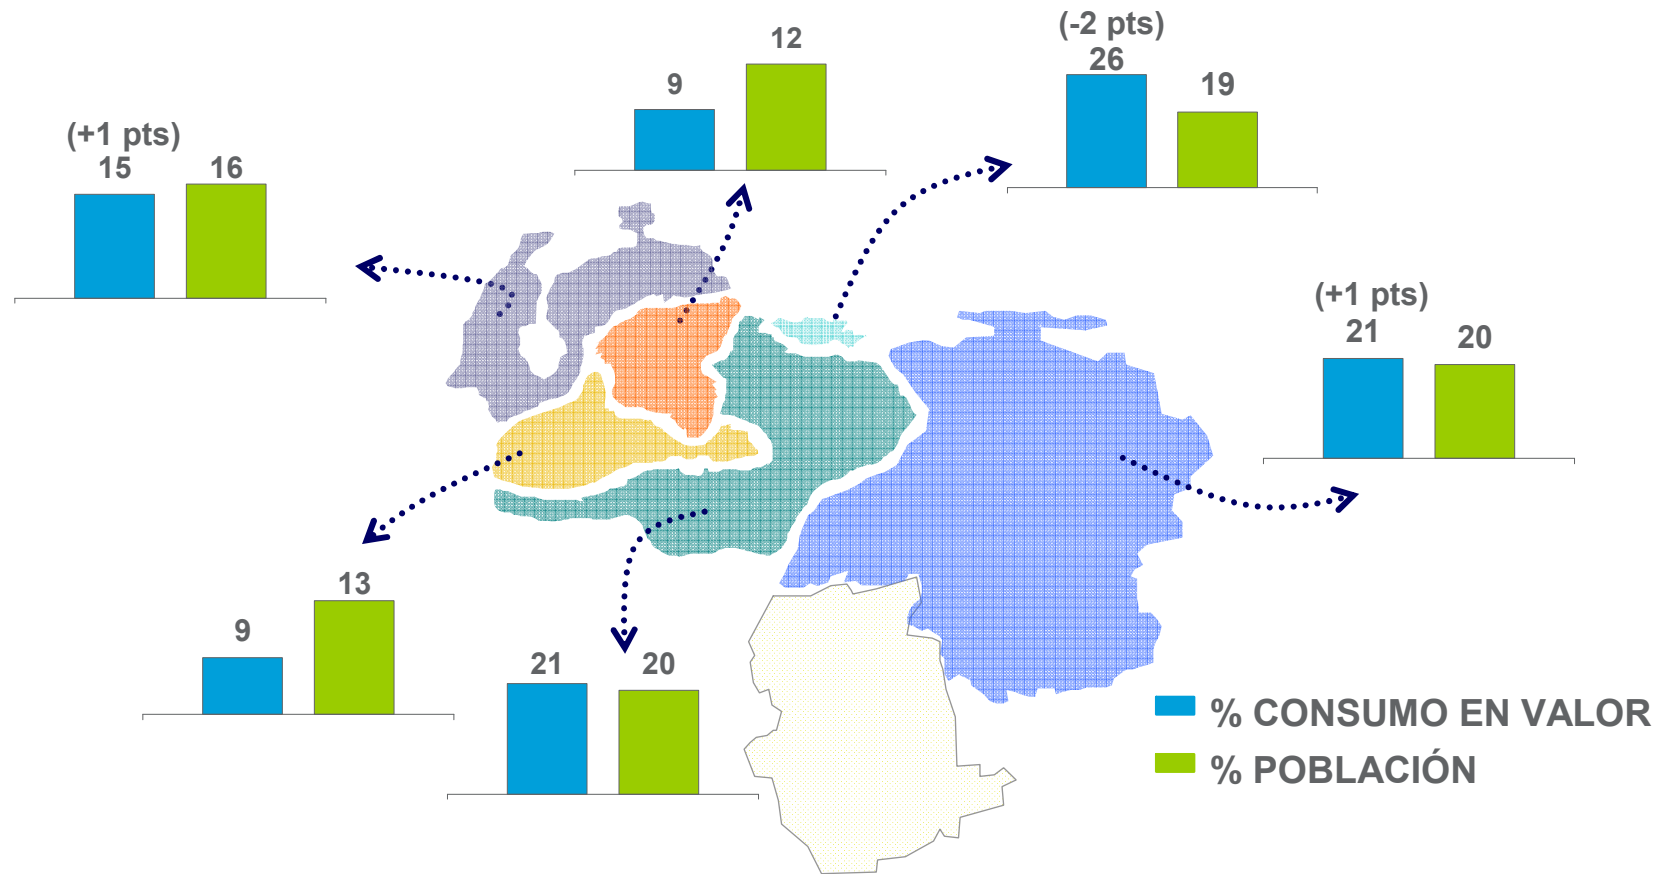 (-2 pts)
26
19
12
9
(+1 pts)
15
16
(+1 pts)
21
20
13
9
21
20
% CONSUMO EN VALOR
% POBLACIÓN